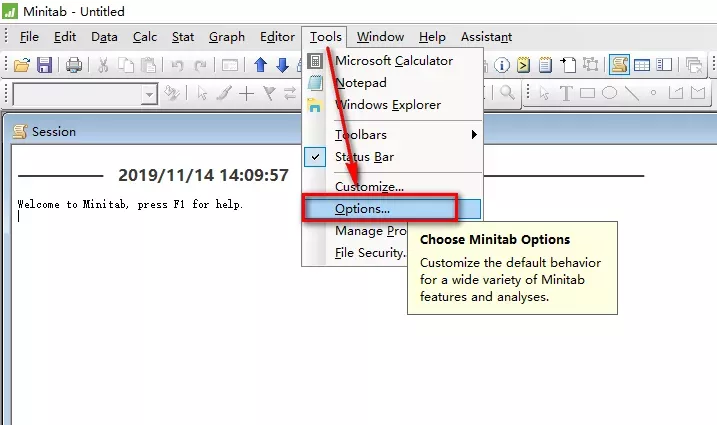 Minitab - Untitled
File Edit Data Calc Stat Graph Editor Tools Window Help Assistant
Microsoft Calculator
Notepad
Windows Explorer
Toolbars
Status Bar
Customize...
Options...
Manage Pro
File Security..
Session
2019/11/14 14:09:57
Welcome to Minitab, press F1 for help.
Choose Minitab Options
Customize the default behavior
for a wide variety of Minitab
features and analyses.